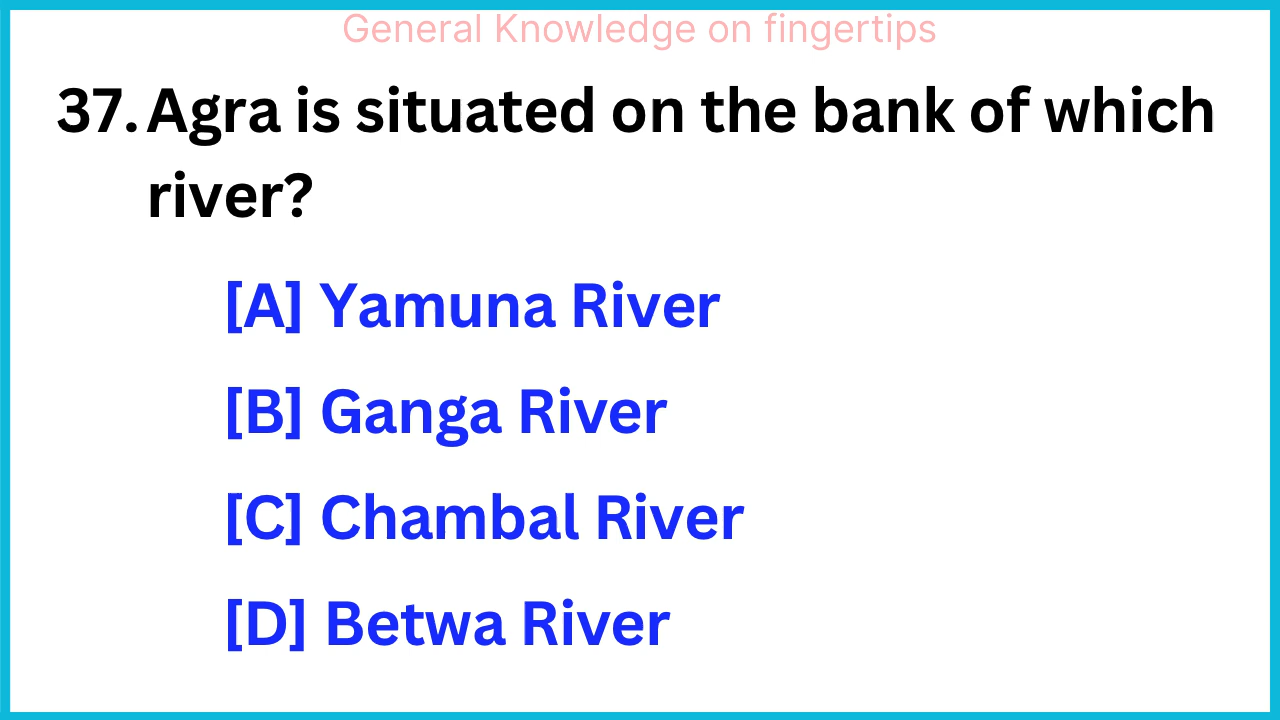 General Knowledge on fingertips
37. Agra is situated on the bank of which
river?
[A] Yamuna River
[B] Ganga River
[C] Chambal River
[D] Betwa River